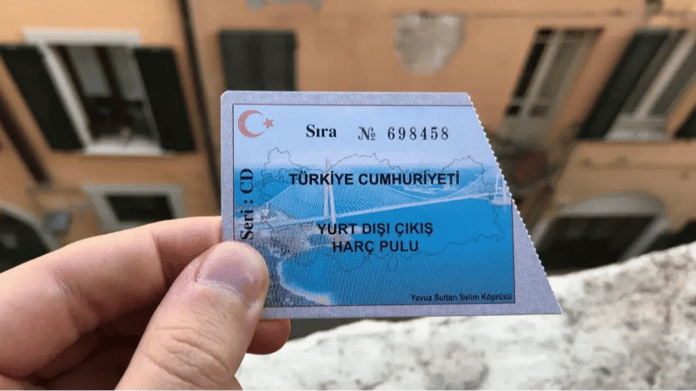 Sıra № 698458
Seri : CD
TÜRKİYE CUMHURİYETİ
YURT DIŞI ÇIKIŞ
HARÇ PULU
Yavuz Sultan Selim Köprüsü